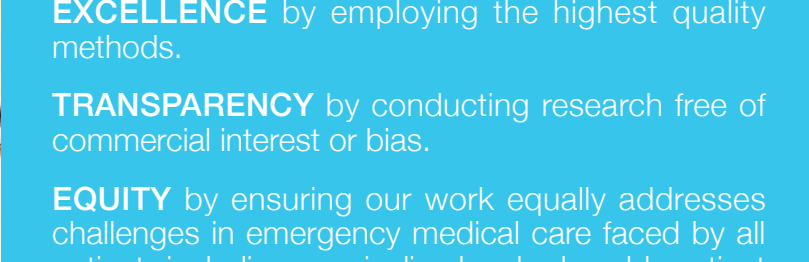 EXCELLENCE by employing the highest quality
methods.
TRANSPARENCY by conducting research free of
commercial interest or bias.
EQUITY by ensuring our work equally addresses
challenges in emergency medical care faced by all